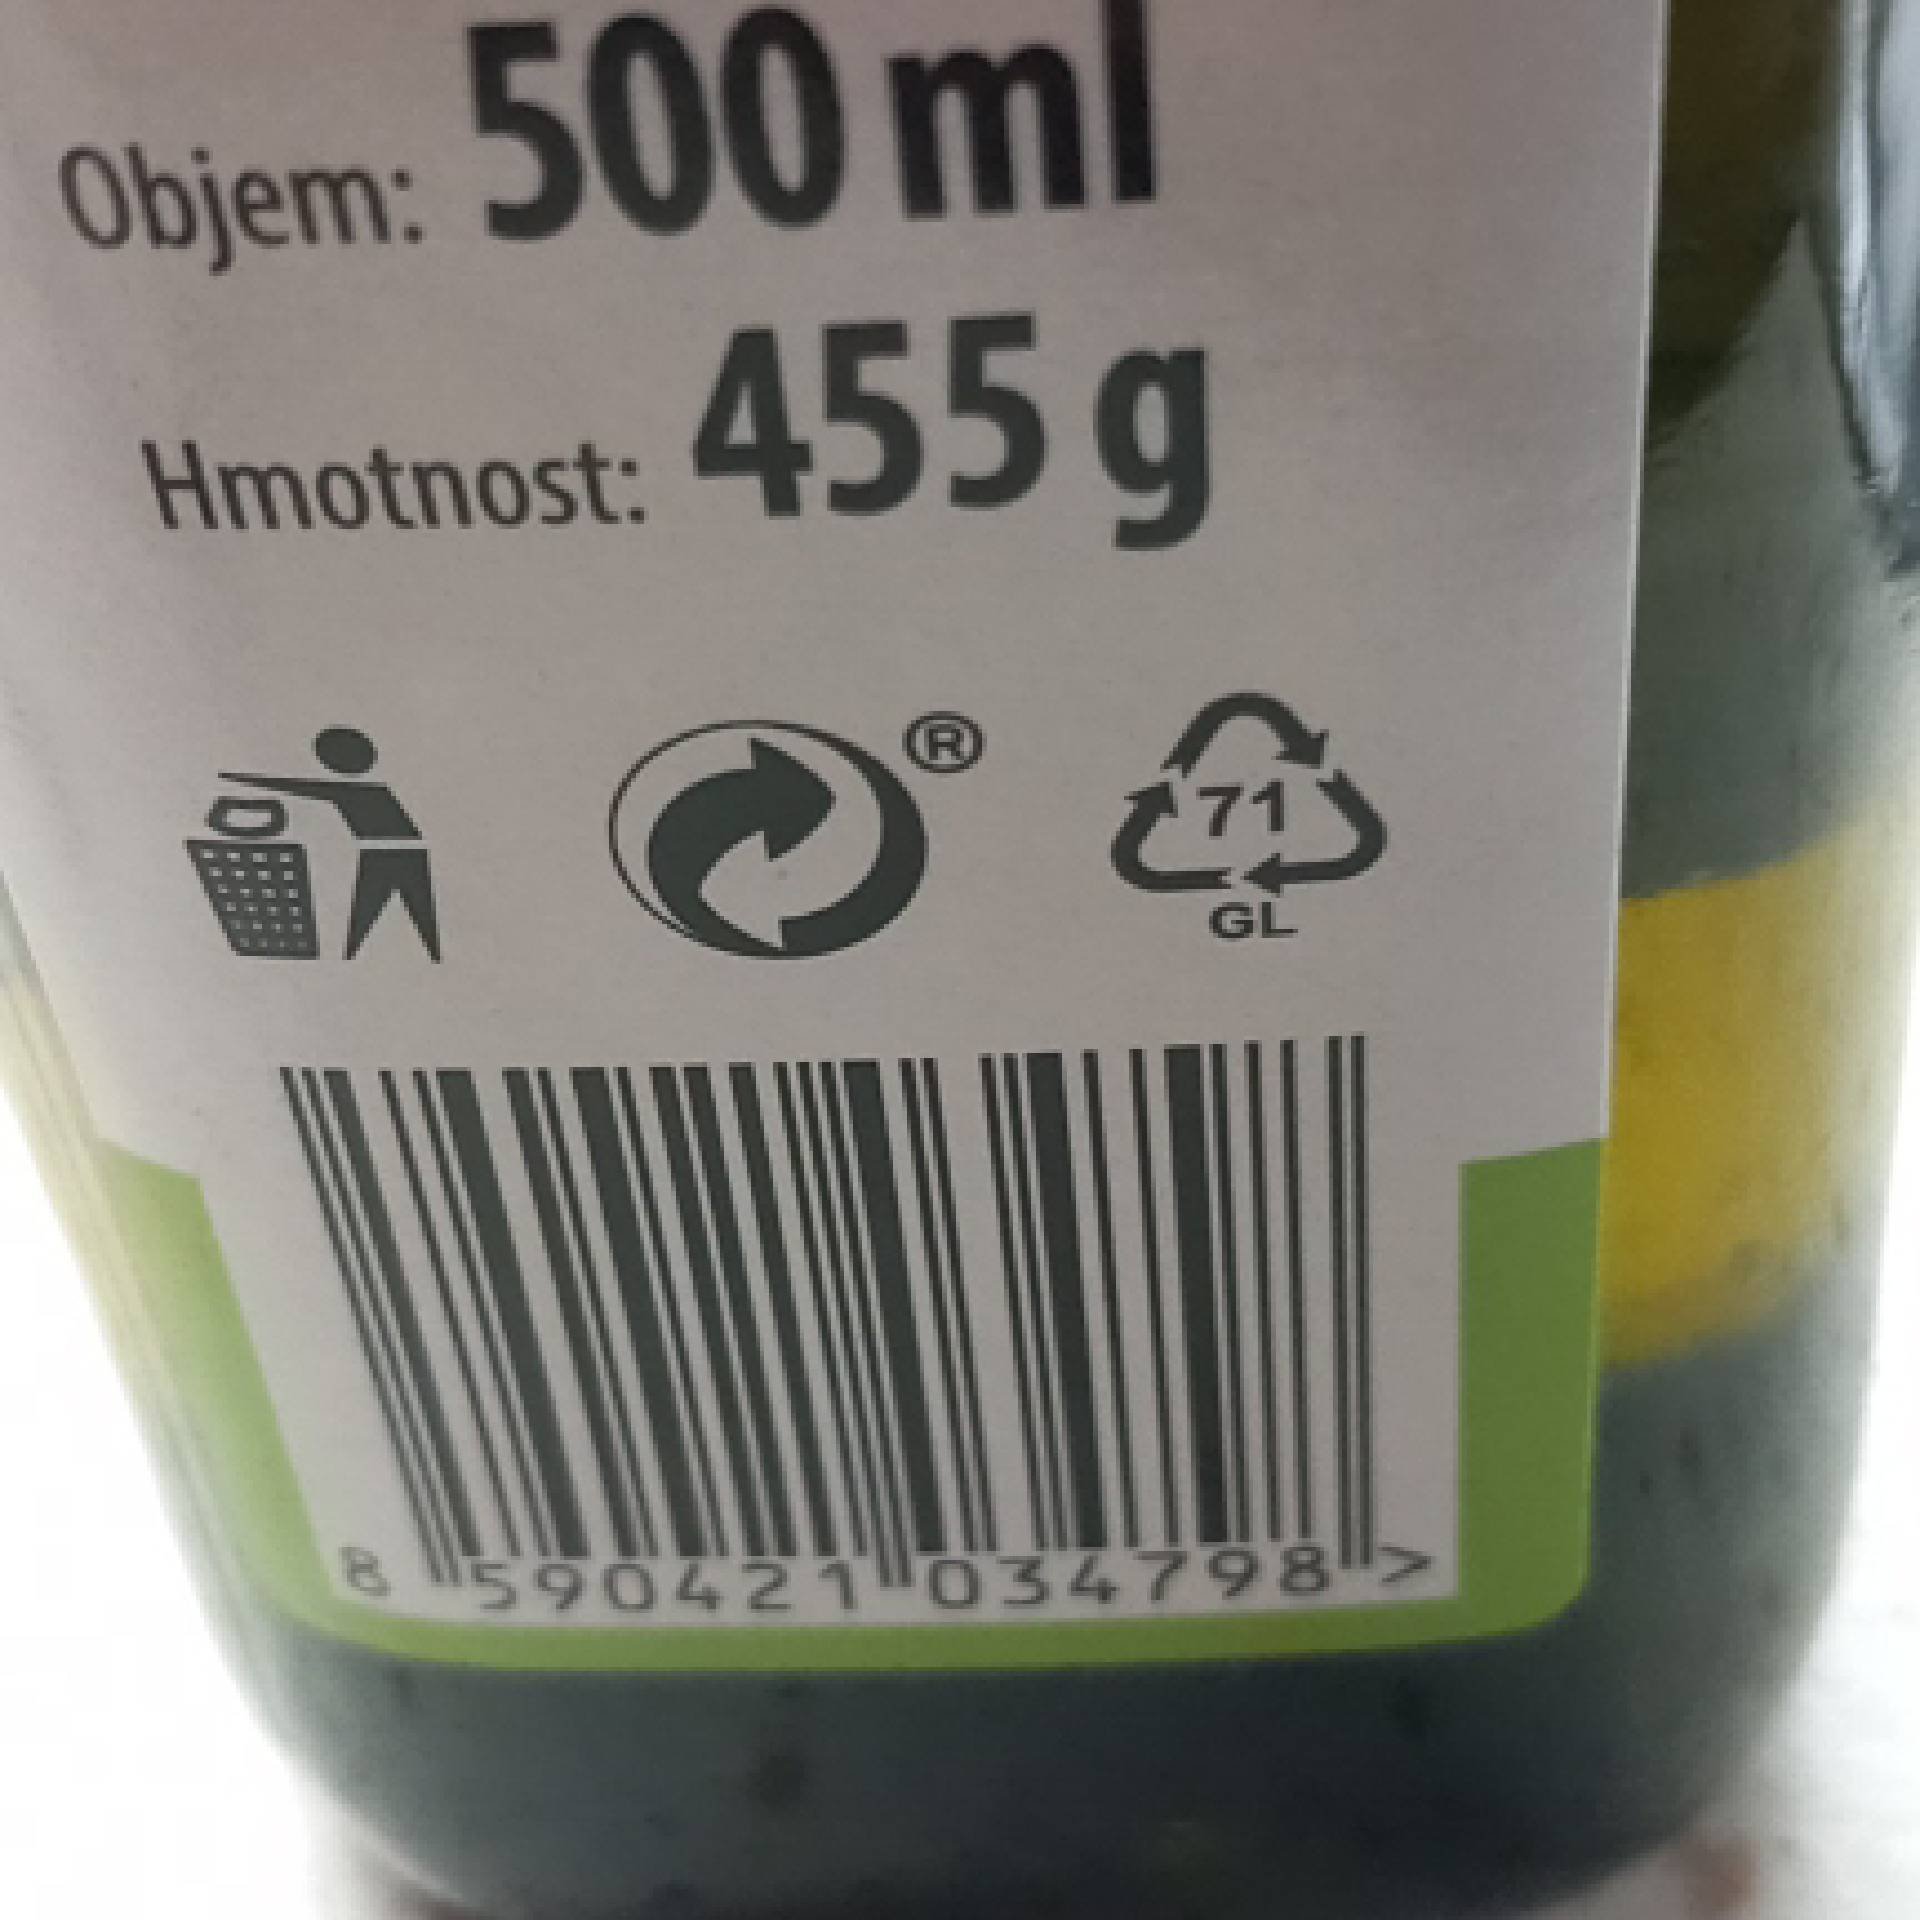 Objem: 500 ml
Hmotnost: 455 g
®
71
GL
8 590421 034798 >